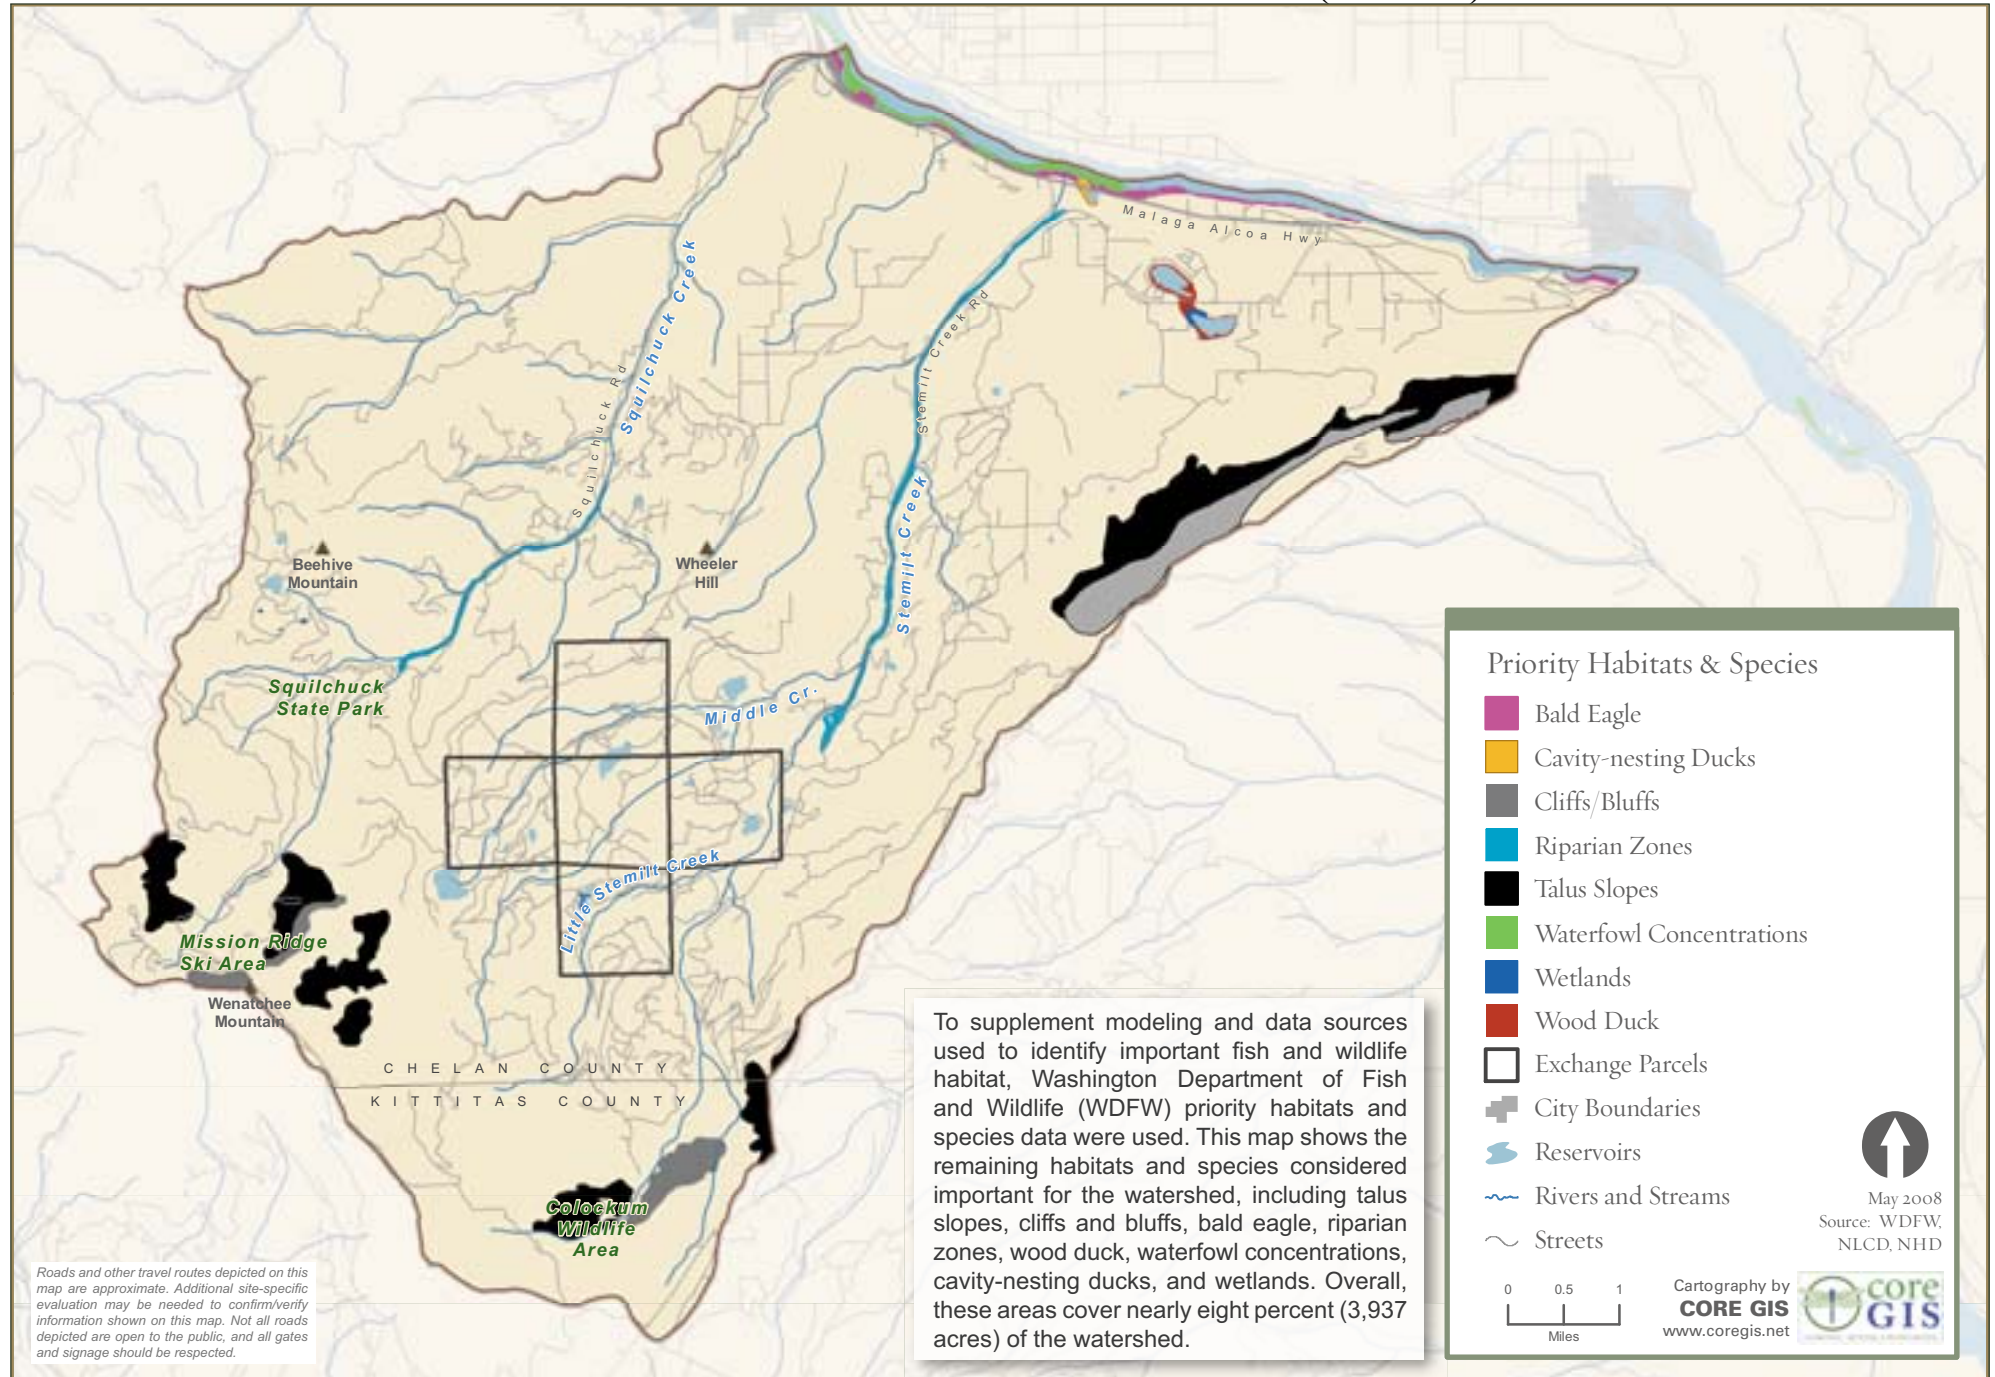 Malaga Alcoa Hwy
Squilchuck Creek
Squilchuck Rd
Stemilt Creek Rd
Stemilt Creek
Beehive
Mountain
Wheeler
Hill
Squilchuck
State Park
Middle Cr.
Little Stemilt Creek
Mission Ridge
Ski Area
Wenatchee
Mountain
CHELAN COUNTY
KITTITAS COUNTY
Colockum
Wildlife
Area
Roads and other travel routes depicted on this
map are approximate. Additional site-specific
evaluation may be needed to confirm/verify
information shown on this map. Not all roads
depicted are open to the public, and all gates
and signage should be respected.
To supplement modeling and data sources
used to identify important fish and wildlife
habitat, Washington Department of Fish
and Wildlife (WDFW) priority habitats and
species data were used. This map shows the
remaining habitats and species considered
important for the watershed, including talus
slopes, cliffs and bluffs, bald eagle, riparian
zones, wood duck, waterfowl concentrations,
cavity-nesting ducks, and wetlands. Overall,
these areas cover nearly eight percent (3,937
acres) of the watershed.
Priority Habitats & Species
Bald Eagle
Cavity-nesting Ducks
Cliffs/Bluffs
Riparian Zones
Talus Slopes
Waterfowl Concentrations
Wetlands
Wood Duck
Exchange Parcels
City Boundaries
Reservoirs
Rivers and Streams
Streets
May 2008
Source: WDFW,
NLCD, NHD
0 0.5 1
Miles
Cartography by
CORE GIS
www.coregis.net
core
GIS